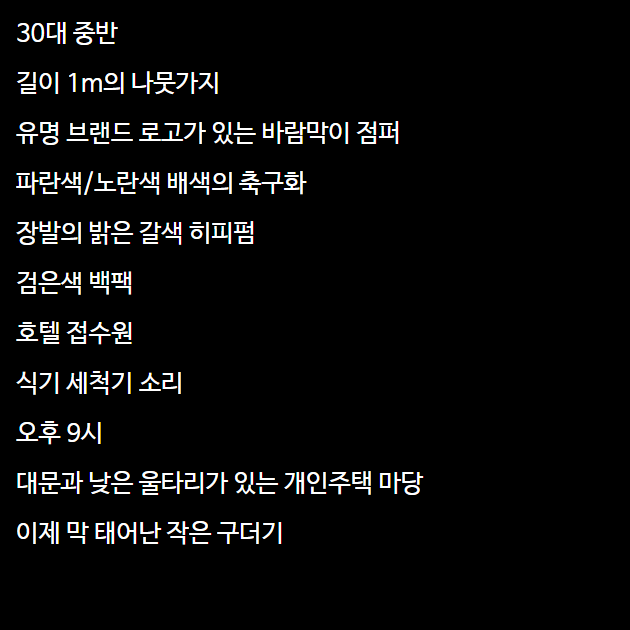 30대 중반
길이 1m의 나뭇가지
유명 브랜드 로고가 있는 바람막이 점퍼
파란색/노란색 배색의 축구화
장발의 밝은 갈색 히피펌
검은색 백팩
호텔 접수원
식기 세척기 소리
오후 9시
대문과 낮은 울타리가 있는 개인주택 마당
이제 막 태어난 작은 구더기